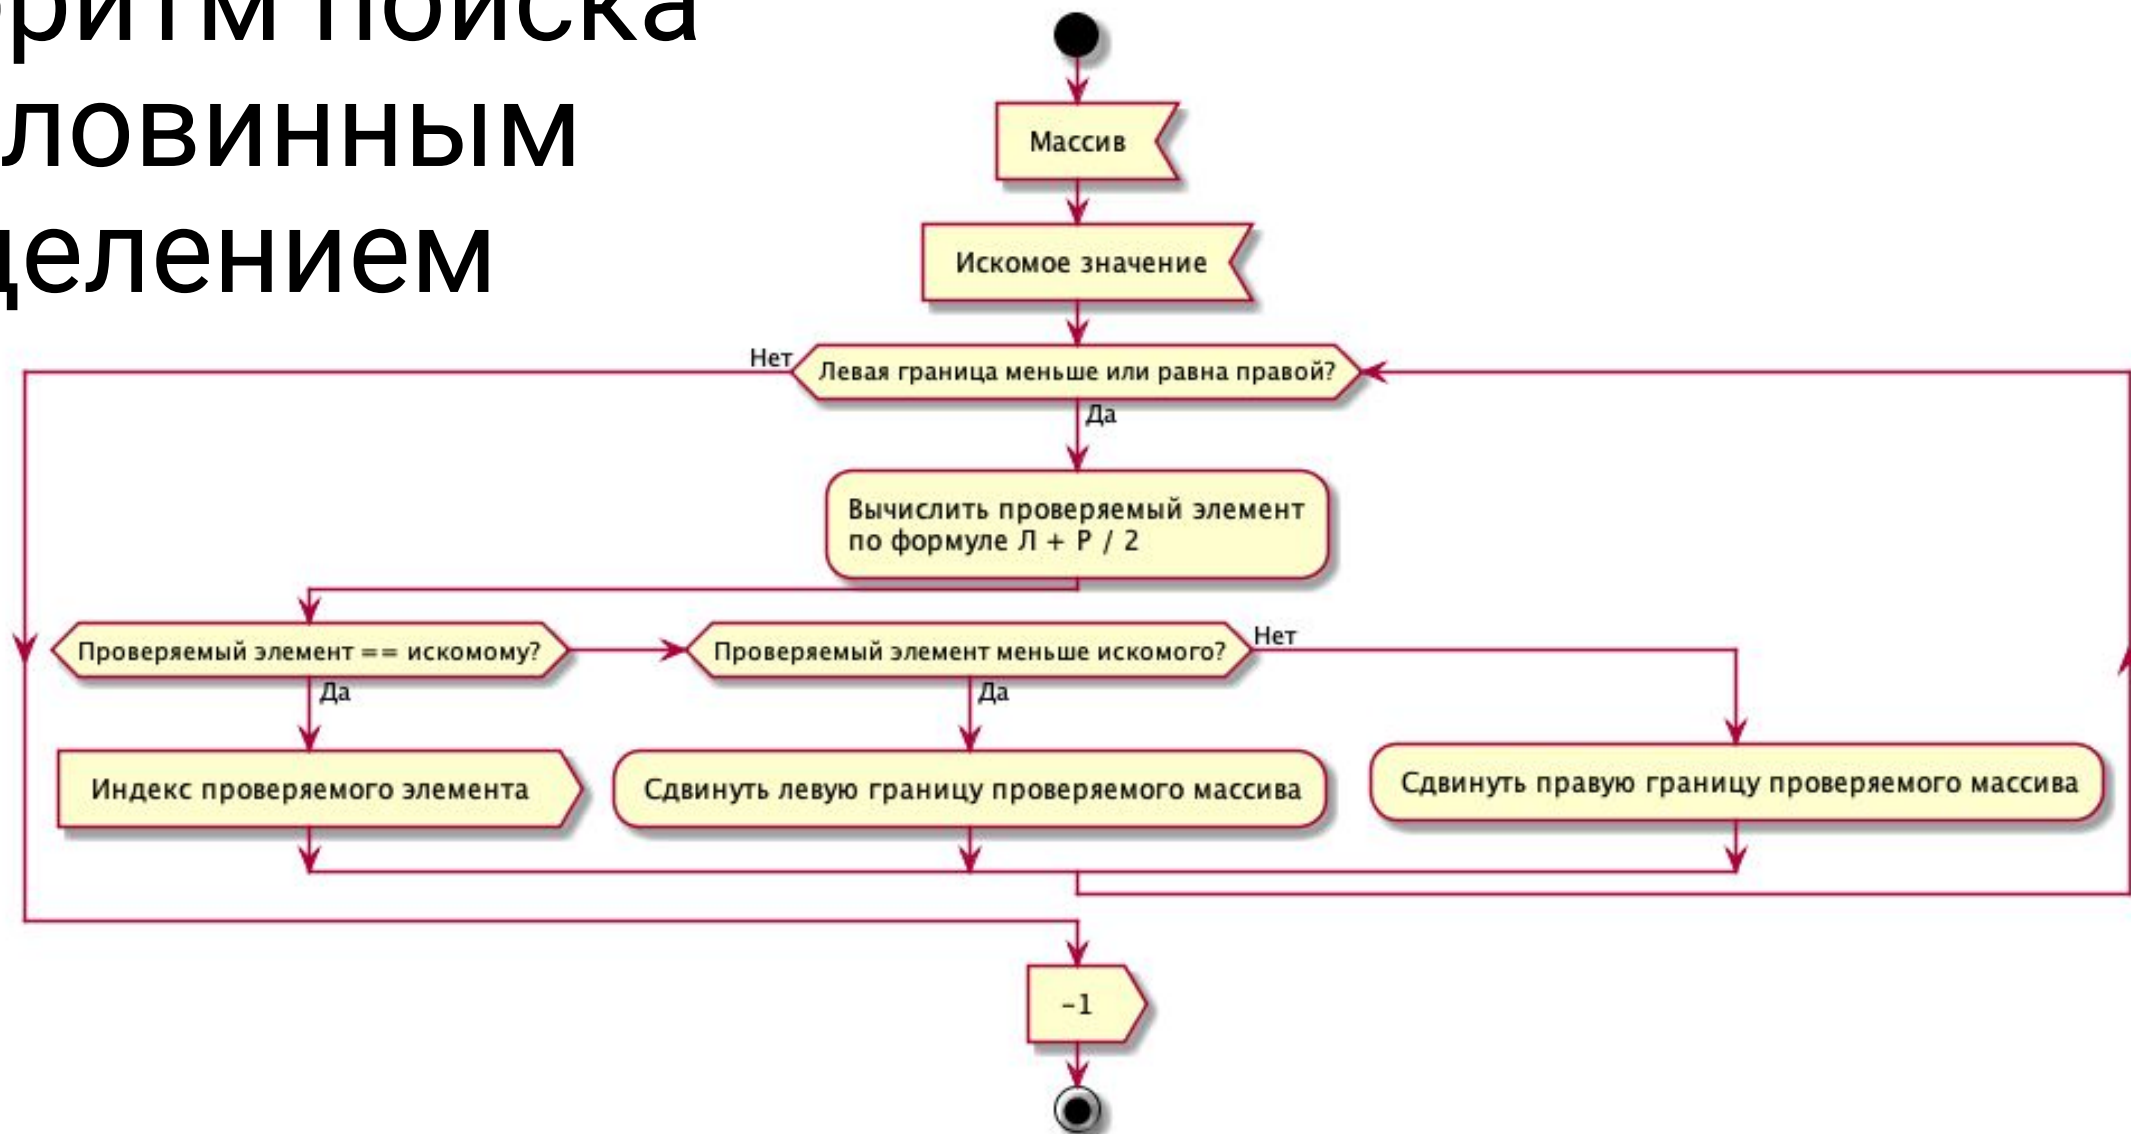 поиска
Массив
Искомое значение
Нет
Левая граница меньше или равна правой?
Да
Вычислить проверяемый элемент
по формуле Л + Р / 2
Проверяемый элемент == искомому?
Проверяемый элемент меньше искомого?
Нет
Да
Да
Индекс проверяемого элемента
Сдвинуть левую границу проверяемого массива
Сдвинуть правую границу проверяемого массива
-1